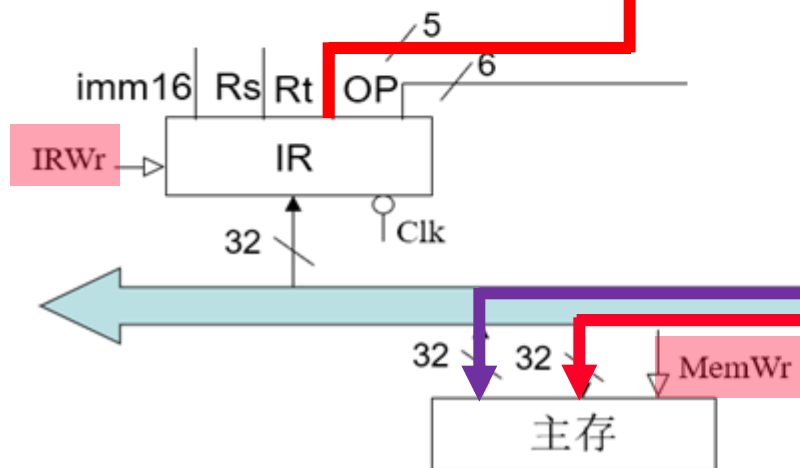 5
6
imm16 Rs Rt OP
IRWr
IR
32
Clk
32
32
MemWr
主存